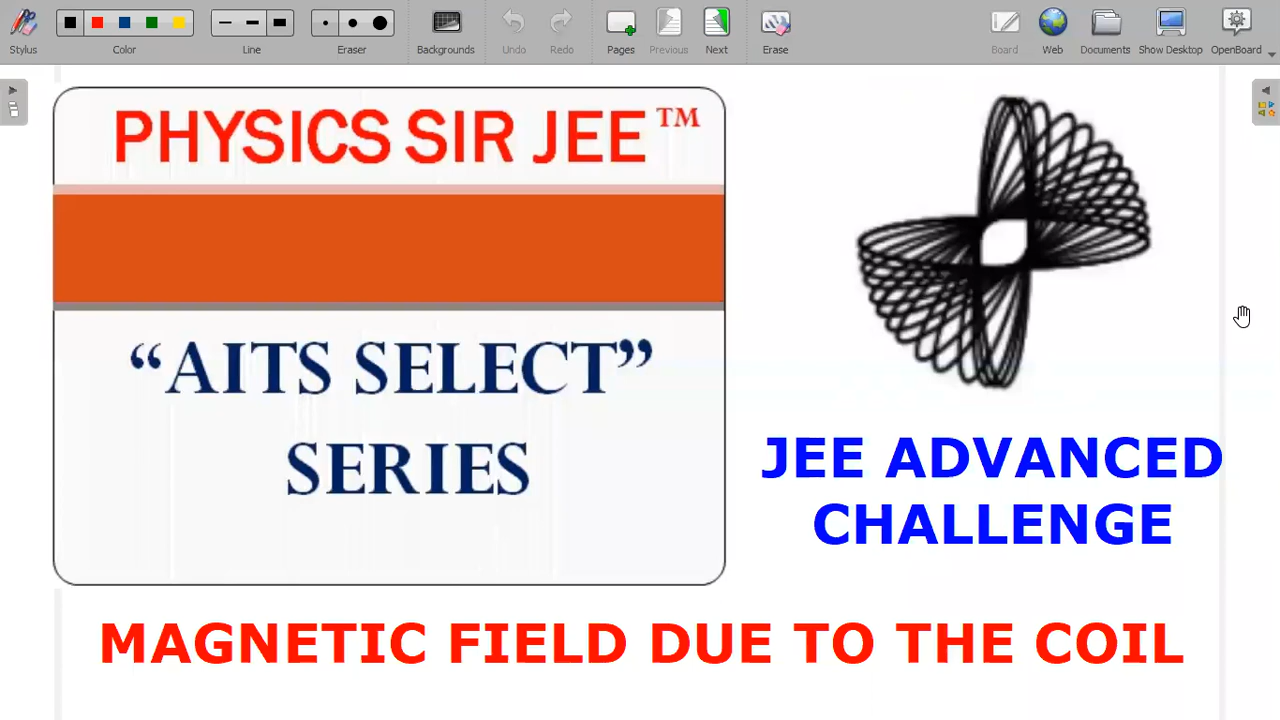 Stylus Color Line Eraser Backgrounds Undo Redo Pages Previous Next Erase Board Web Documents Show Desktop OpenBoard
PHYSICS SIR JEE™
“AITS SELECT”
SERIES
JEE ADVANCED
CHALLENGE
MAGNETIC FIELD DUE TO THE COIL